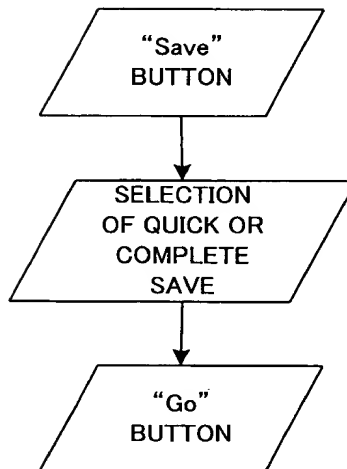 “Save”
BUTTON
SELECTION
OF QUICK OR
COMPLETE
SAVE
“Go”
BUTTON